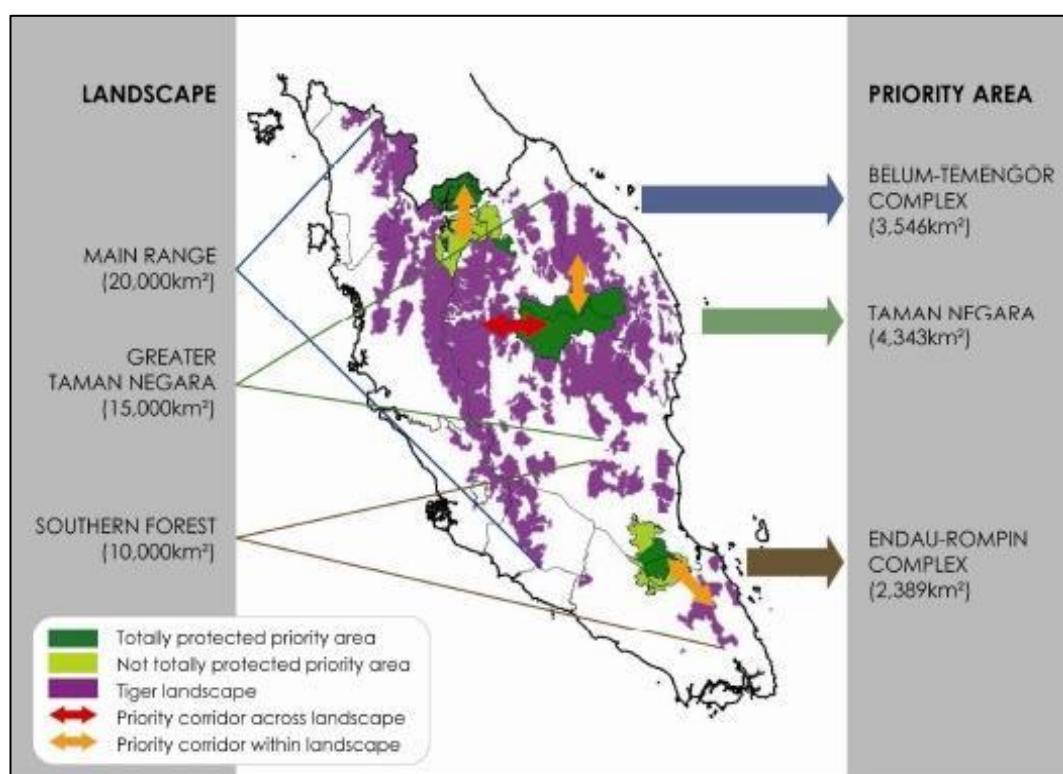 LANDSCAPE
MAIN RANGE
(20,000km²)
GREATER
TAMAN NEGARA
(15,000km²)
SOUTHERN FOREST
(10,000km²)
PRIORITY AREA
BELUM-TEMENGOR
COMPLEX
(3,546km²)
TAMAN NEGARA
(4,343km²)
ENDAU-ROMPIN
COMPLEX
(2,389km²)
Totally protected priority area
Not totally protected priority area
Tiger landscape
Priority corridor across landscape
Priority corridor within landscape